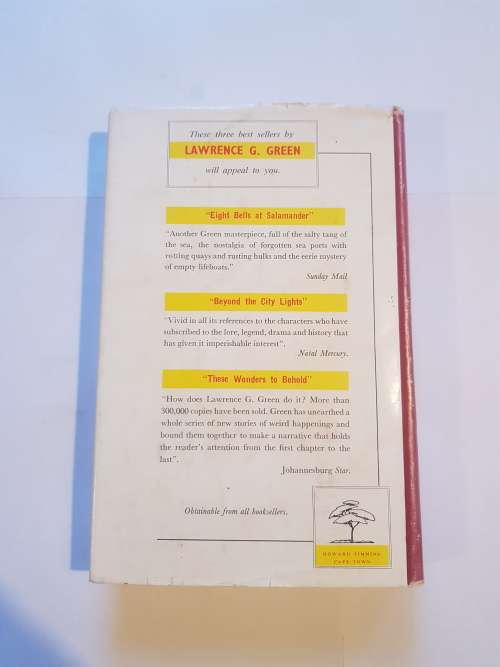 These three best sellers by
LAWRENCE G. GREEN
will appeal to you.
"Eight Bells at Salamander"
"Another Green masterpiece, full of the salty tang of
the sea, the nostalgia of forgotten sea ports with
rotting quays and rusting hulks and the eerie mystery
of empty lifeboats."
Sunday Mail
"Beyond the City Lights"
"Vivid in all its references to the characters who have
subscribed to the lore, legend, drama and history that
has given it imperishable interest".
Natal Mercury.
"These Wonders to Behold"
"How does Lawrence G. Green do it? More than
300,000 copies have been sold. Green has unearthed a
whole series of new stories of weird happenings and
bound them together to make a narrative that holds
the reader's attention from the first chapter to the
last".
Johannesburg Star.
Obtainable from all booksellers.
HOWARD TIMMINS
CAPE TOWN